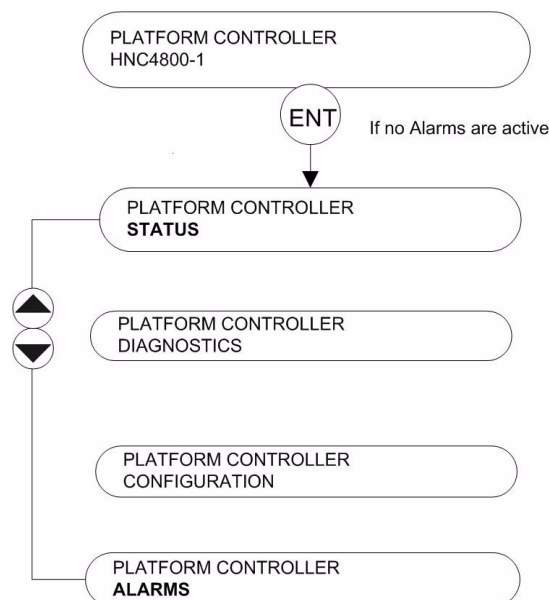 PLATFORM CONTROLLER
HNC4800-1
ENT
If no Alarms are active
PLATFORM CONTROLLER
STATUS
PLATFORM CONTROLLER
DIAGNOSTICS
PLATFORM CONTROLLER
CONFIGURATION
PLATFORM CONTROLLER
ALARMS